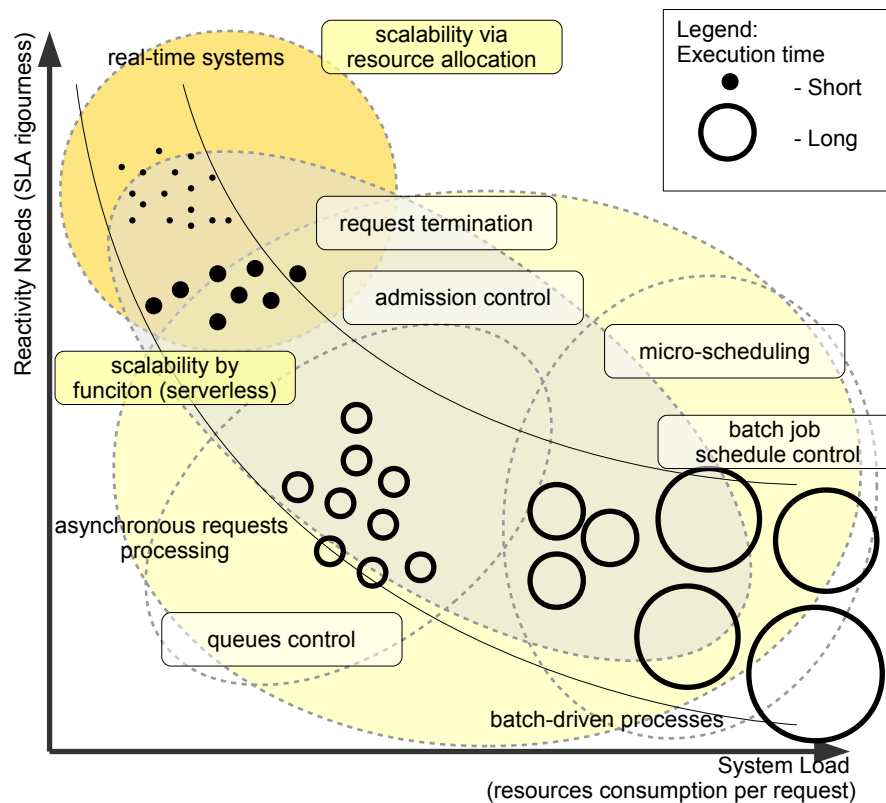 Legend:
Execution time
- Short
- Long
scalability via
resource allocation
real-time systems
Reactivity Needs (SLA rigourness)
request termination
admission control
micro-scheduling
scalability by
funciton (serverless)
batch job
schedule control
asynchronous requests
processing
queues control
batch-driven processes
System Load
(resources consumption per request)